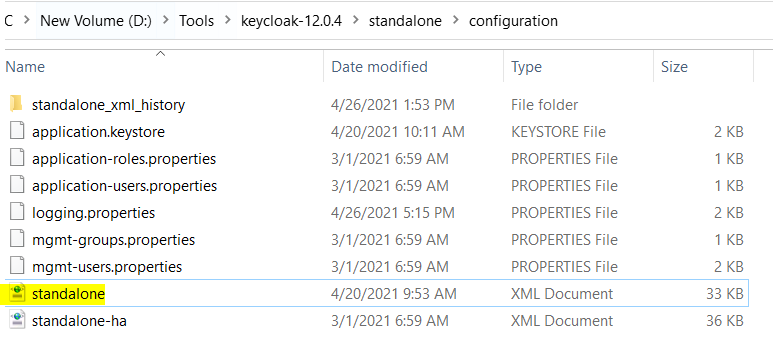 C > New Volume (D:) > Tools > keycloak-12.0.4 > standalone > configuration
Name Date modified Type Size
standalone_xml_history 4/26/2021 1:53 PM File folder
application.keystore 4/20/2021 10:11 AM KEYSTORE File 2 KB
application-roles.properties 3/1/2021 6:59 AM PROPERTIES File 1 KB
application-users.properties 3/1/2021 6:59 AM PROPERTIES File 1 KB
logging.properties 4/26/2021 5:15 PM PROPERTIES File 2 KB
mgmt-groups.properties 3/1/2021 6:59 AM PROPERTIES File 1 KB
mgmt-users.properties 3/1/2021 6:59 AM PROPERTIES File 2 KB
standalone 4/20/2021 9:53 AM XML Document 33 KB
standalone-ha 3/1/2021 6:59 AM XML Document 36 KB